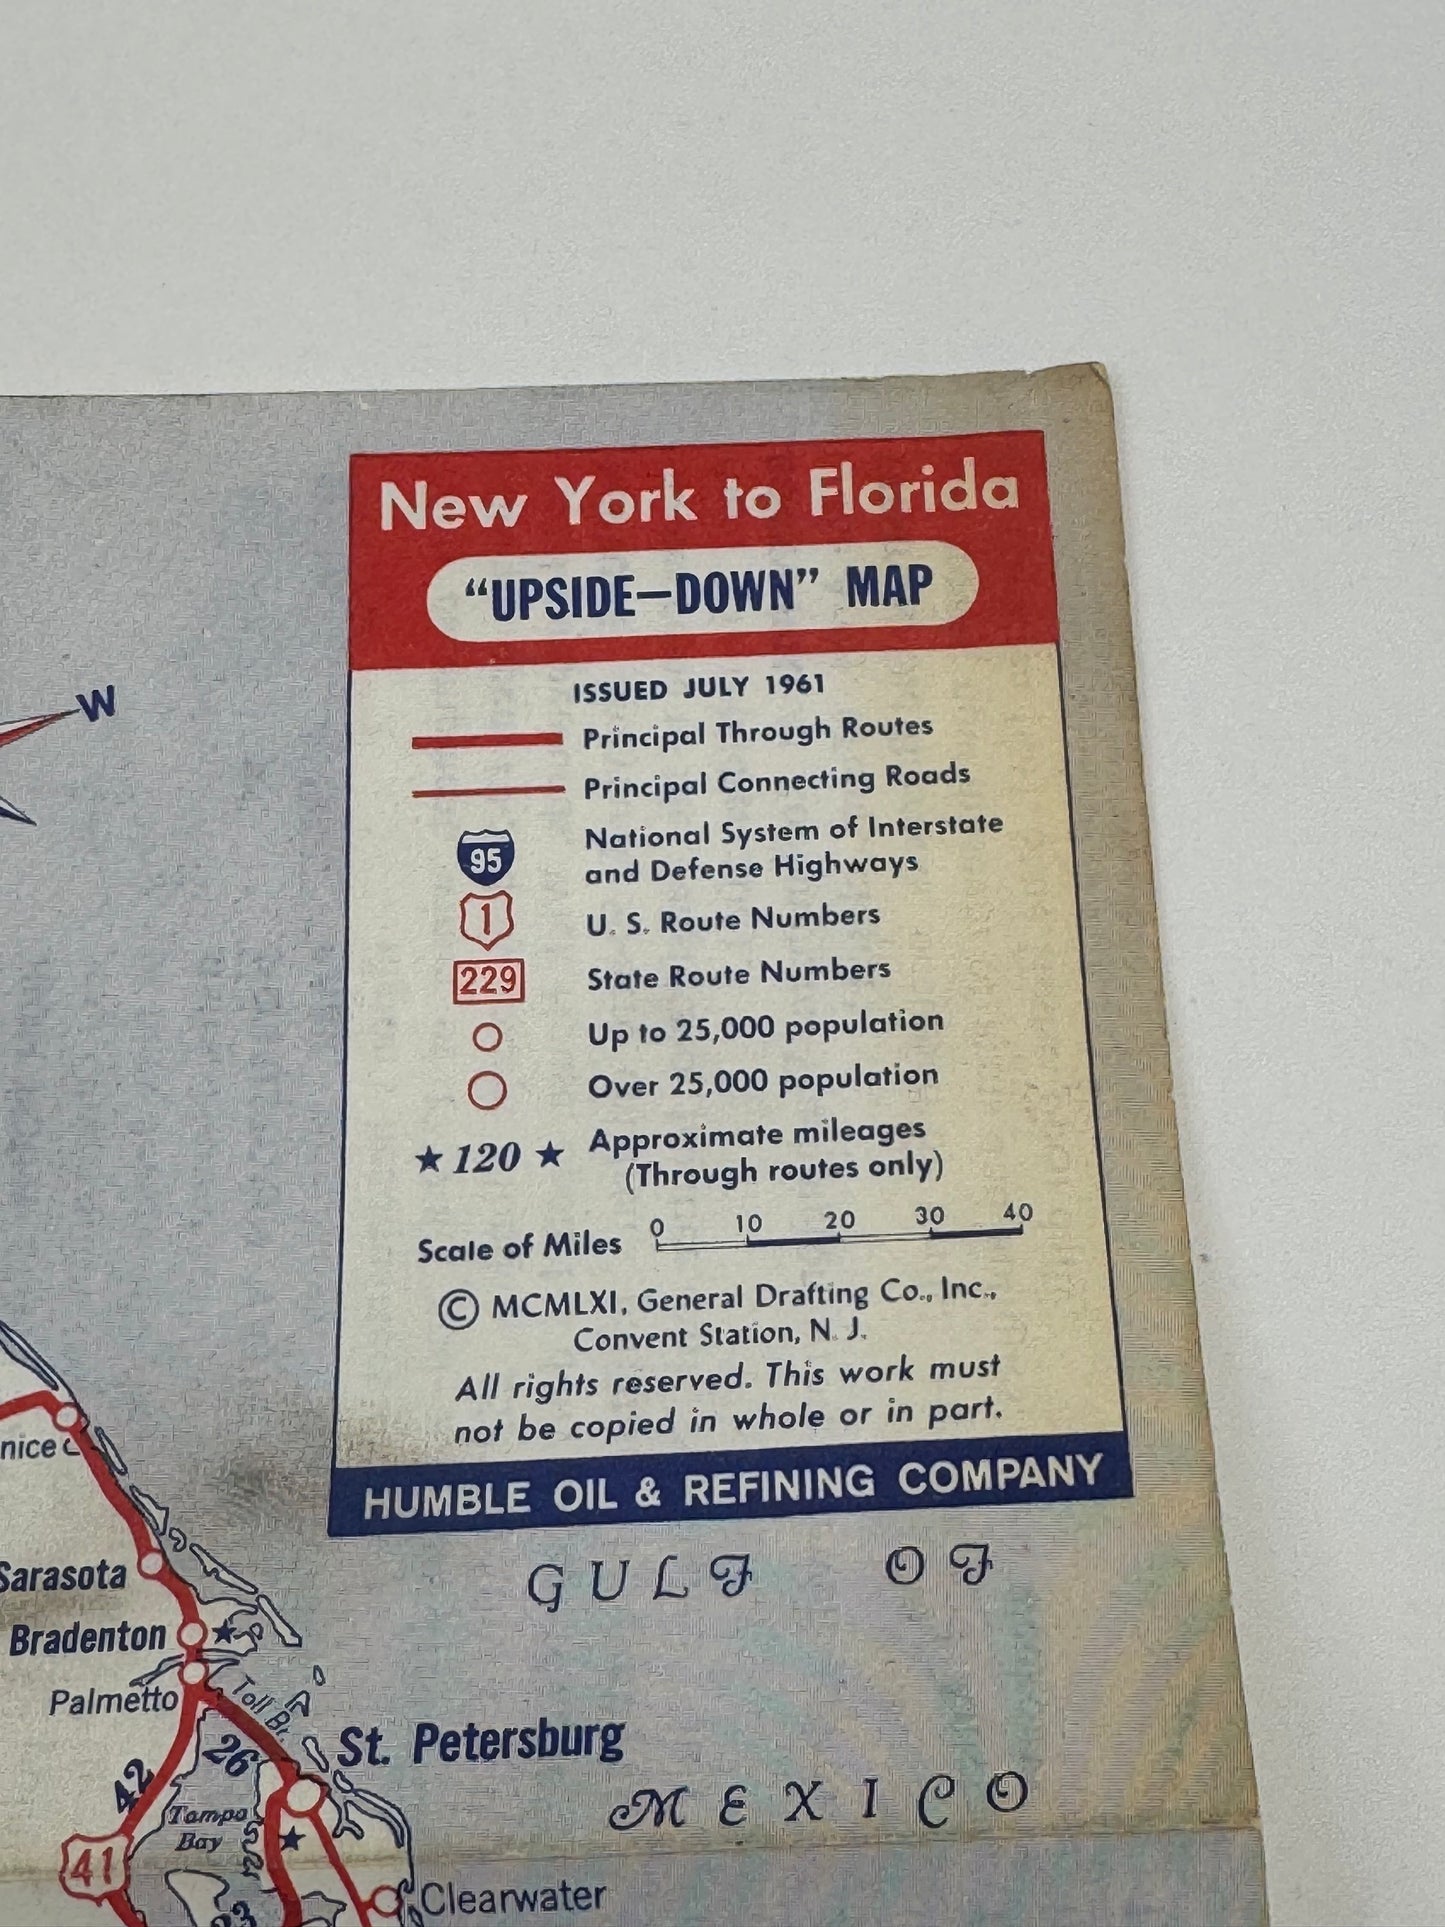 New York to Florida
“UPSIDE–DOWN” MAP
ISSUED JULY 1961
Principal Through Routes
Principal Connecting Roads
95 National System of Interstate
and Defense Highways
1 U. S. Route Numbers
229 State Route Numbers
Up to 25,000 population
Over 25,000 population
★ 120 ★ Approximate mileages
(Through routes only)
Scale of Miles 0 10 20 30 40
© MCMLXI, General Drafting Co., Inc.,
Convent Station, N. J.
All rights reserved. This work must
not be copied in whole or in part.
HUMBLE OIL & REFINING COMPANY
W
nice
GULF OF
Sarasota
Bradenton
Palmetto
Toll Br.
St. Petersburg
26
42
MEXICO
Tampa
Bay
41
Clearwater